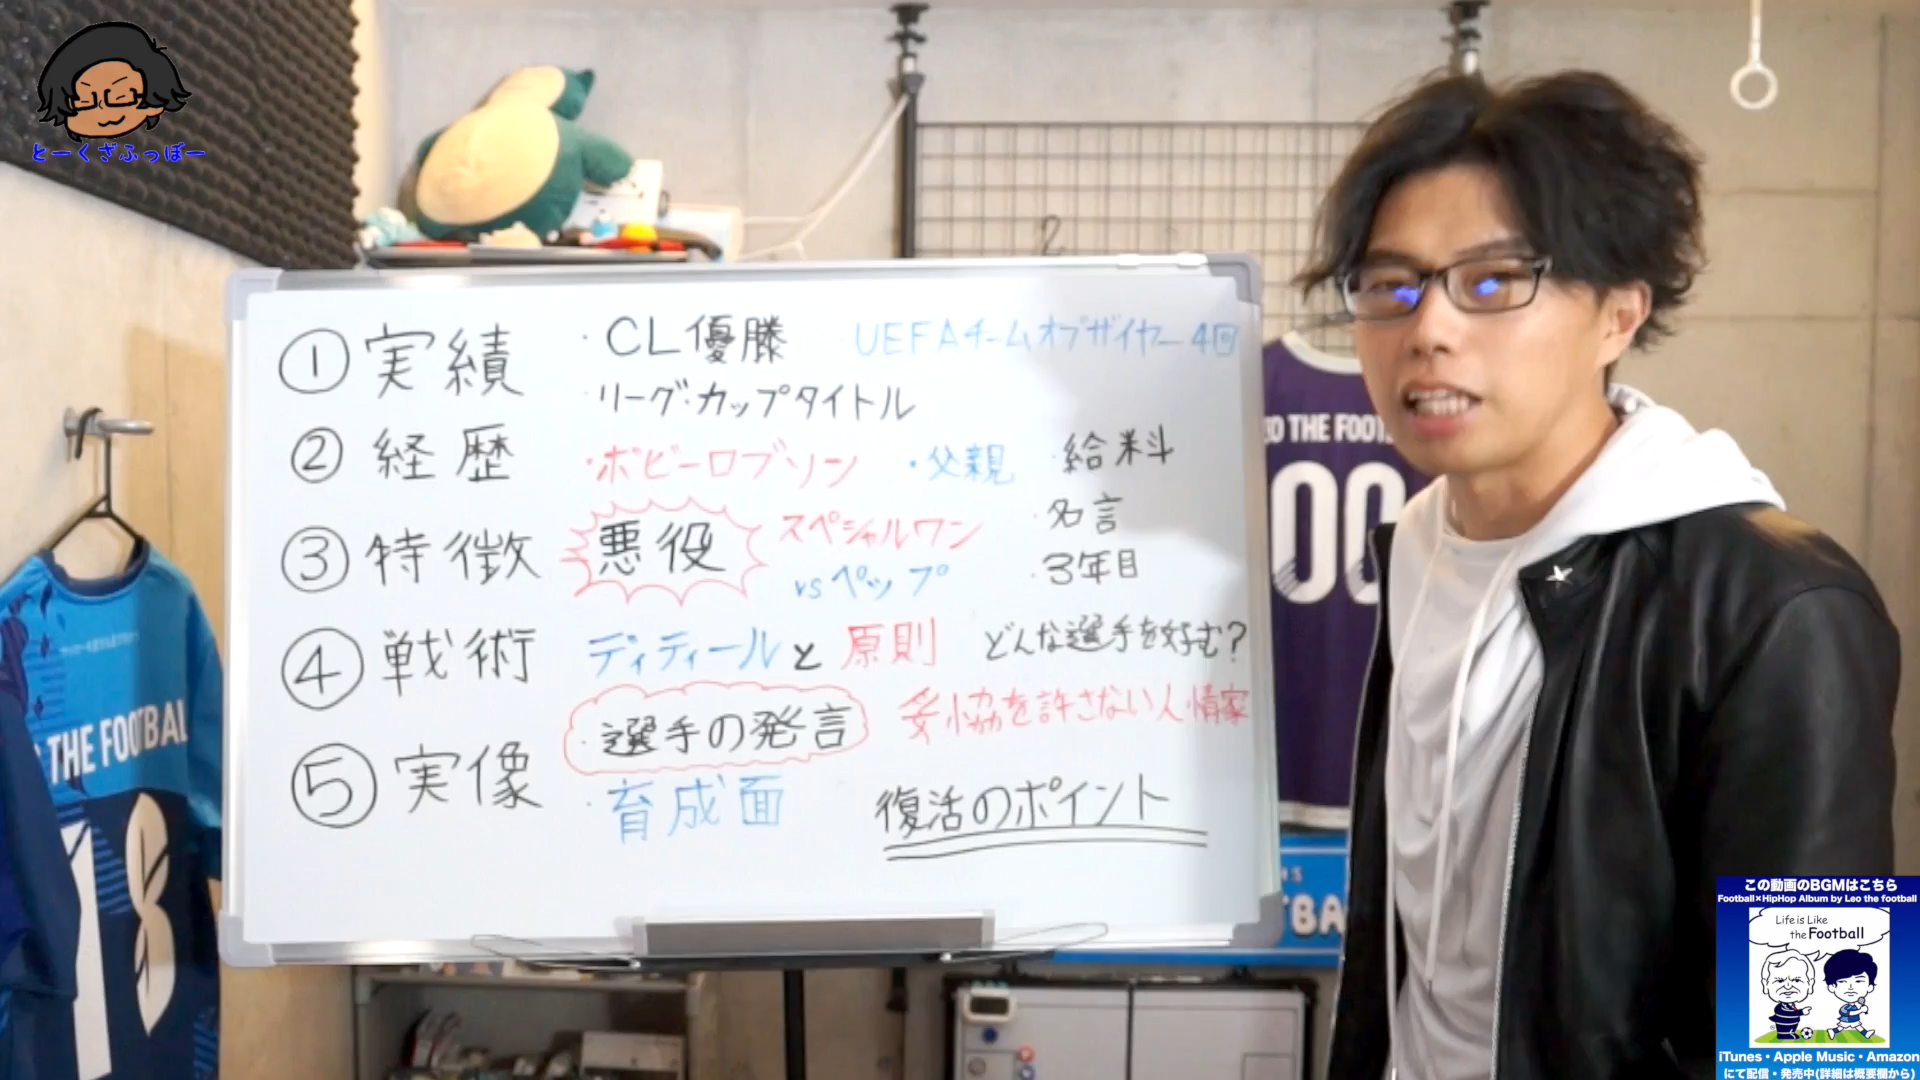 とーくざふっぼー
① 実績 ・CL優勝 UEFAチームオブザイヤー 4回
・リーグ・カップタイトル
② 経歴 ・ボビーロブソン ・父親 ・給料
③ 特徴 悪役 スペシャルワン ・名言
vsペップ ・3年目
④ 戦術 ディティールと原則 どんな選手を好む?
⑤ 実像 ・選手の発言 妥協を許さない人情家
・育成面 復活のポイント
THE FOOTBAL
18
EO THE FOOT
00
TBA
この動画のBGMはこちら
Football×HipHop Album by Leo the football
Life is Like
the Football
iTunes・Apple Music・Amazon
にて配信・発売中(詳細は概要欄から)